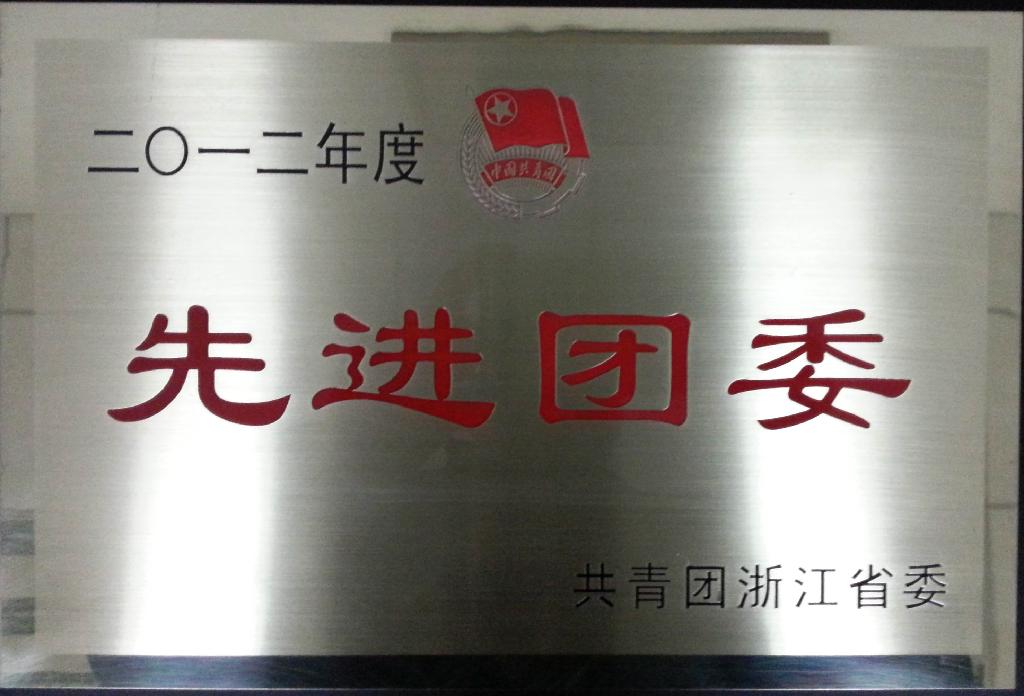 二〇一二年度
中国共青团
先进团委
共青团浙江省委